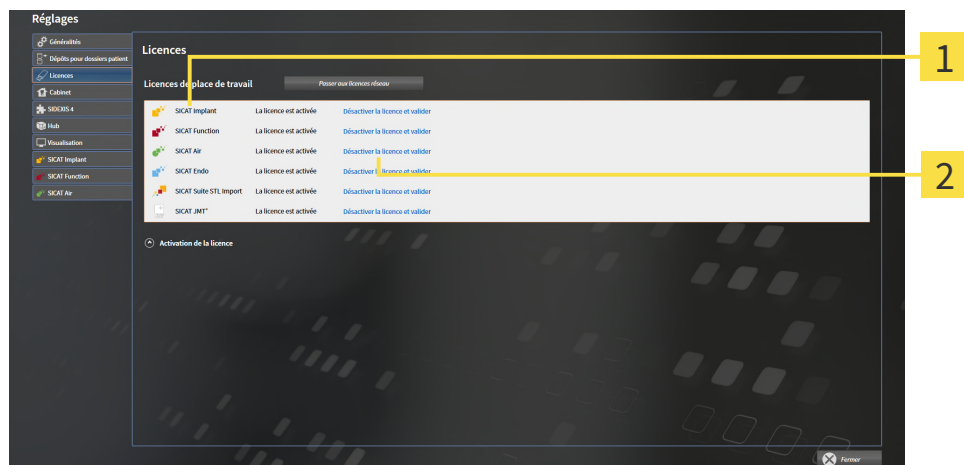 Réglages
Généralités
Dépôts pour dossiers patient
Licences
Cabinet
SIDEXIS 4
Hub
Visualisation
SICAT Implant
SICAT Function
SICAT Air
Licences
Licences de place de travail
Passer aux licences réseau
SICAT Implant La licence est activée Désactiver la licence et valider
SICAT Function La licence est activée Désactiver la licence et valider
SICAT Air La licence est activée Désactiver la licence et valider
SICAT Endo La licence est activée Désactiver la licence et valider
SICAT Suite STL Import La licence est activée Désactiver la licence et valider
SICAT JMT⁺ La licence est activée Désactiver la licence et valider
Activation de la licence
Fermer
1
2